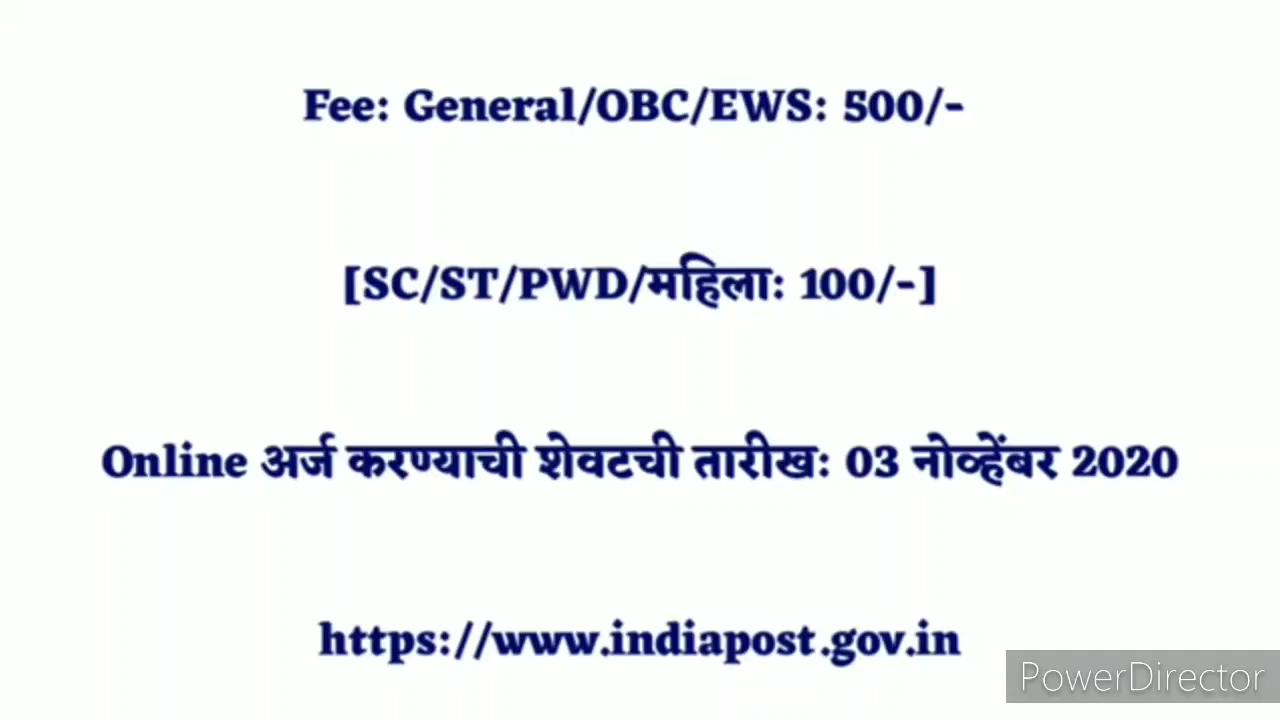 Fee: General/OBC/EWS: 500/-
[SC/ST/PWD/महिला: 100/-]
Online अर्ज करण्याची शेवटची तारीख: 03 नोव्हेंबर 2020
https://www.indiapost.gov.in
PowerDirector